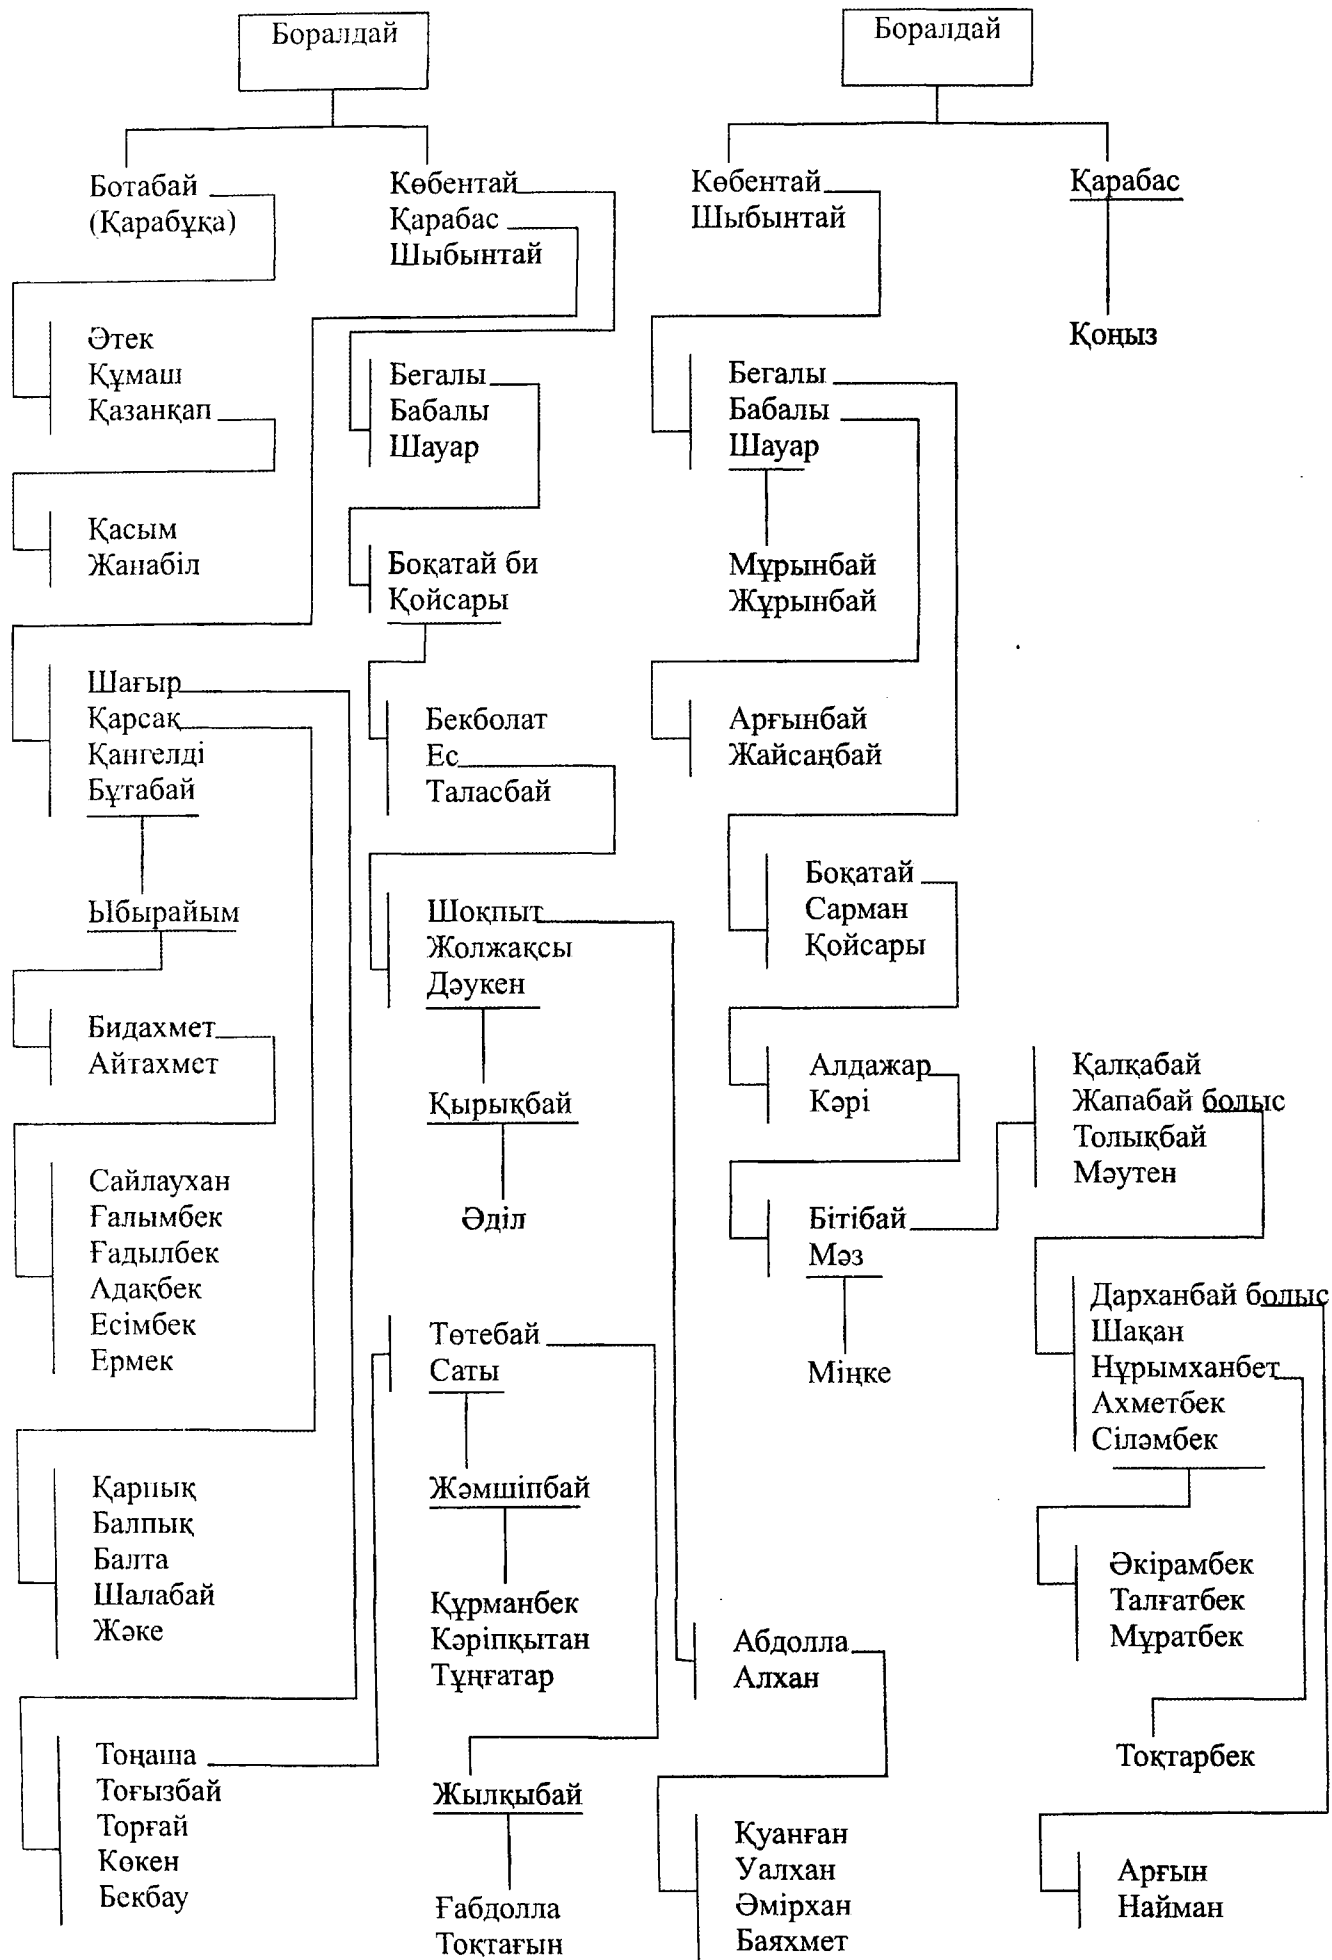 Боралдай
Ботабай
(Қарабұқа)
Көбентай
Қарабас
Шыбынтай
Әтек
Құмаш
Қазанқап
Бегалы
Бабалы
Шауар
Қасым
Жанабіл
Боқатай би
Қойсары
Шағыр
Қарсақ
Қангелді
Бұтабай
Бекболат
Ес
Таласбай
Ыбырайым
Шоқпыт
Жолжақсы
Дәукен
Бидахмет
Айтахмет
Қырықбай
Әділ
Сайлаухан
Ғалымбек
Ғадылбек
Адақбек
Есімбек
Ермек
Төтебай
Саты
Қарпық
Балпық
Балта
Шалабай
Жәке
Жәмшіпбай
Құрманбек
Кәріпқытан
Тұңғатар
Тоңаша
Тоғызбай
Торғай
Көкен
Бекбау
Жылқыбай
Ғабдолла
Тоқтағын
Боралдай
Көбентай
Шыбынтай
Қарабас
Қоңыз
Бегалы
Бабалы
Шауар
Мұрынбай
Жұрынбай
Арғынбай
Жайсаңбай
Боқатай
Сарман
Қойсары
Алдажар
Кәрі
Қалқабай
Жапабай болыс
Толықбай
Мәутен
Бітібай
Мәз
Міңке
Дарханбай болыс
Шақан
Нұрымханбет
Ахметбек
Сіләмбек
Әкірамбек
Талғатбек
Мұратбек
Абдолла
Алхан
Тоқтарбек
Қуанған
Уалхан
Әмірхан
Баяхмет
Арғын
Найман